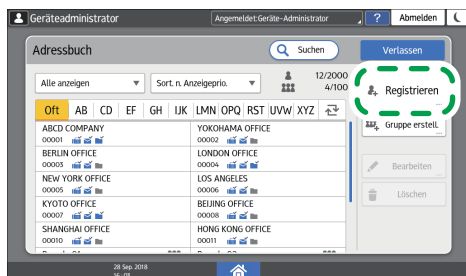 Geräteadministrator
Angemeldet:Geräte-Administrator
?
Abmelden
Adressbuch
Suchen
Verlassen
Alle anzeigen
Sort. n. Anzeigeprio.
12/2000
4/100
Registrieren
...
Oft AB CD EF GH IJK LMN OPQ RST UVW XYZ
Gruppe erstell.
...
ABCD COMPANY
00001
YOKOHAMA OFFICE
00002
BERLIN OFFICE
00003
LONDON OFFICE
00004
Bearbeiten
...
NEW YORK OFFICE
00005
LOS ANGELES
00006
Löschen
KYOTO OFFICE
00007
BEIJING OFFICE
00008
SHANGHAI OFFICE
00010
HONG KONG OFFICE
00011
28 Sep. 2018
16:03